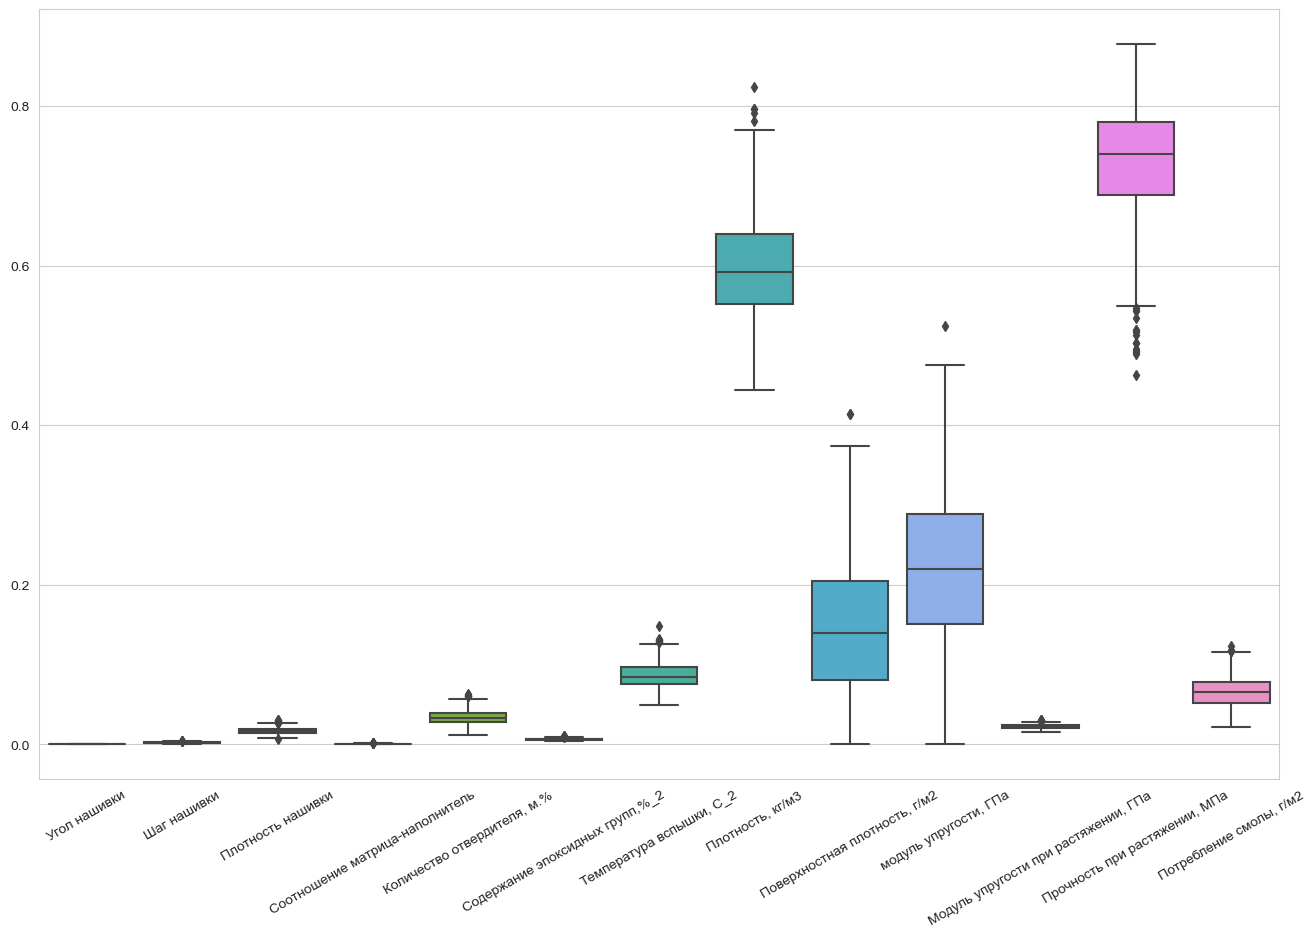 0.8
0.6
0.4
0.2
0.0
Угол нашивки
Шаг нашивки
Плотность нашивки
Соотношение матрица-наполнитель
Количество отвердителя, м.%
Содержание эпоксидных групп,%_2
Температура вспышки, С_2
Плотность, кг/м3
Поверхностная плотность, г/м2
модуль упругости, ГПа
Модуль упругости при растяжении, ГПа
Прочность при растяжении, МПа
Потребление смолы, г/м2